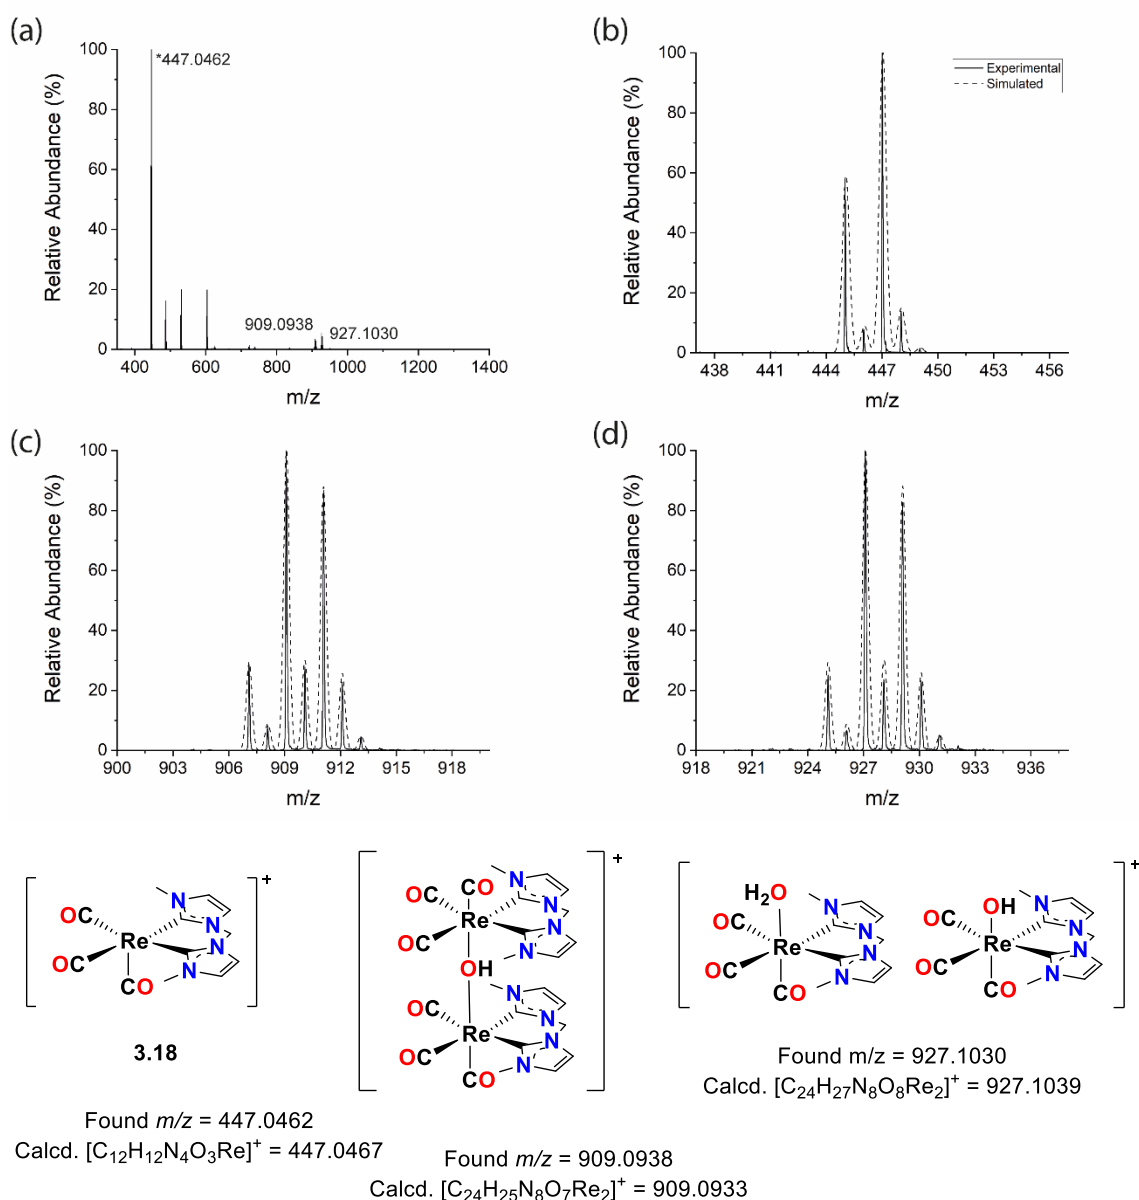 (a)
100
80
60
40
20
0
Relative Abundance (%)
*447.0462
909.0938
927.1030
400 600 800 1000 1200 1400
m/z
(b)
100
80
60
40
20
0
Relative Abundance (%)
Experimental
Simulated
438 441 444 447 450 453 456
m/z
(c)
100
80
60
40
20
0
Relative Abundance (%)
900 903 906 909 912 915 918
m/z
(d)
100
80
60
40
20
0
Relative Abundance (%)
918 921 924 927 930 933 936
m/z
+
N
OC
N
Re
N
OC
N
CO
3.18
Found m/z = 447.0462
Calcd. [C₁₂H₁₂N₄O₃Re]⁺ = 447.0467
+
CO
N
OC
N
Re
N
OC
N
OH
N
OC
N
Re
N
OC
N
CO
Found m/z = 909.0938
Calcd. [C₂₄H₂₅N₈O₇Re₂]⁺ = 909.0933
+
H₂O
N
OC
N
Re
N
OC
N
CO
OH
N
OC
N
Re
N
OC
N
CO
Found m/z = 927.1030
Calcd. [C₂₄H₂₇N₈O₈Re₂]⁺ = 927.1039